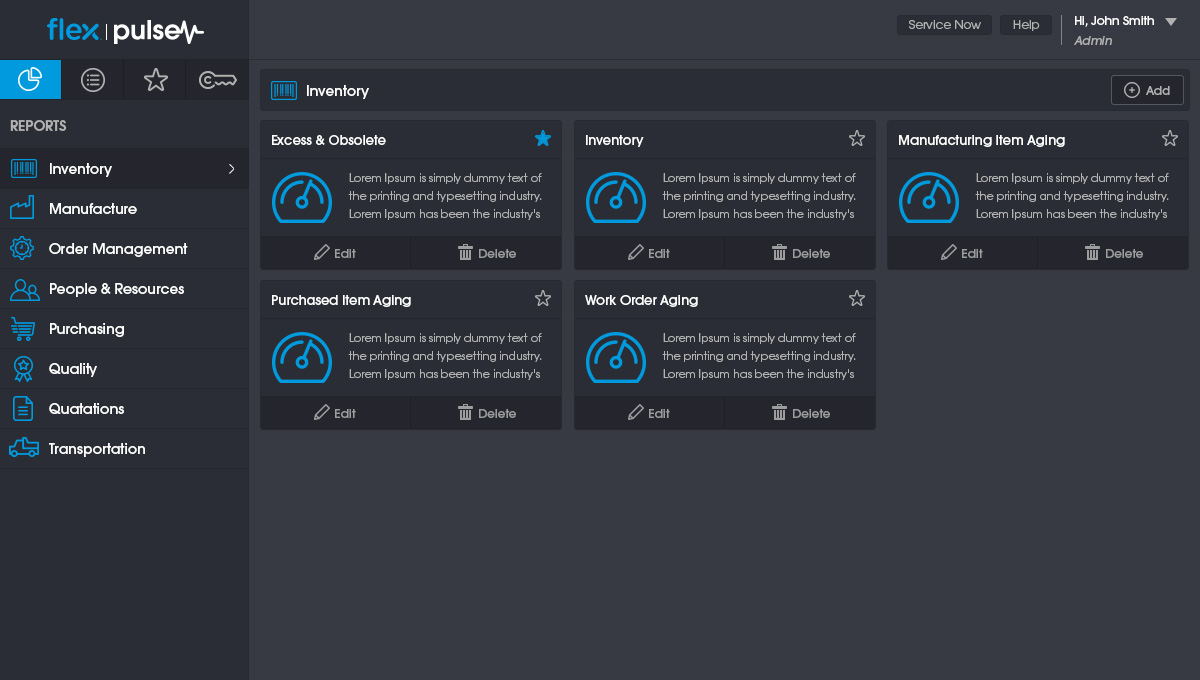 flex | pulse
Service Now
Help
Hi, John Smith
Admin
REPORTS
Inventory
Manufacture
Order Management
People & Resources
Purchasing
Quality
Quatations
Transportation
Inventory
Add
Excess & Obsolete
Lorem Ipsum is simply dummy text of
the printing and typesetting industry.
Lorem Ipsum has been the industry's
Edit
Delete
Inventory
Lorem Ipsum is simply dummy text of
the printing and typesetting industry.
Lorem Ipsum has been the industry's
Edit
Delete
Manufacturing Item Aging
Lorem Ipsum is simply dummy text of
the printing and typesetting industry.
Lorem Ipsum has been the industry's
Edit
Delete
Purchased Item Aging
Lorem Ipsum is simply dummy text of
the printing and typesetting industry.
Lorem Ipsum has been the industry's
Edit
Delete
Work Order Aging
Lorem Ipsum is simply dummy text of
the printing and typesetting industry.
Lorem Ipsum has been the industry's
Edit
Delete